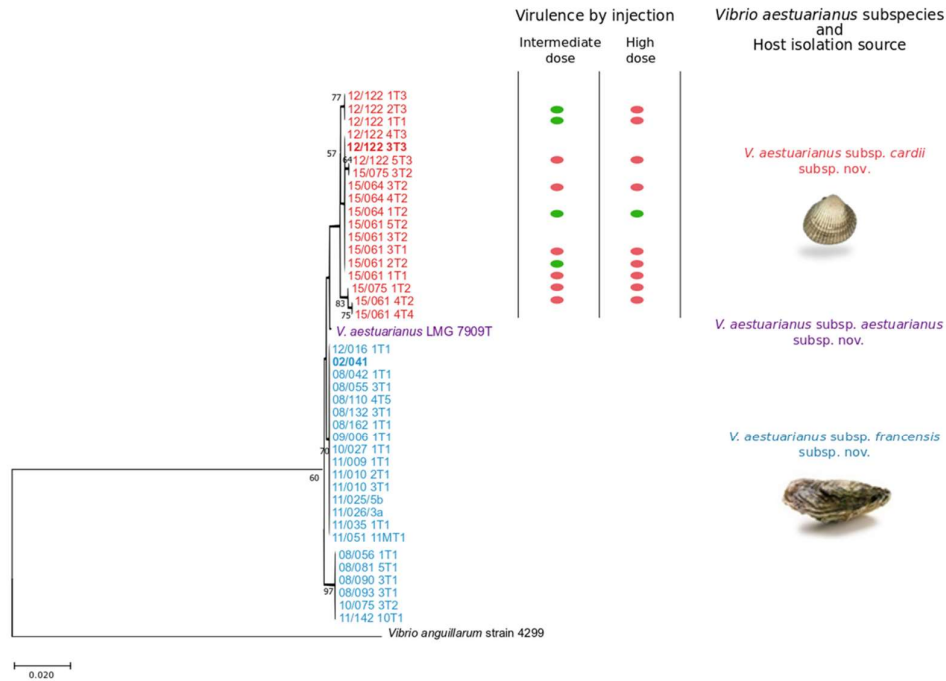 Virulence by injection
Intermediate dose
High dose
Vibrio aestuarianus subspecies
and
Host isolation source
77
12/122 1T3
12/122 2T3
12/122 1T1
12/122 4T3
57
12/122 3T3
64
12/122 5T3
15/075 3T2
15/064 3T2
15/064 4T2
15/064 1T2
15/061 5T2
15/061 3T2
15/061 3T1
15/061 2T2
15/061 1T1
15/075 1T2
83
15/061 4T2
75
15/061 4T4
V. aestuarianus subsp. cardii
subsp. nov.
V. aestuarianus LMG 7909T
V. aestuarianus subsp. aestuarianus
subsp. nov.
12/016 1T1
02/041
08/042 1T1
08/055 3T1
08/110 4T5
08/132 3T1
08/162 1T1
09/006 1T1
70
10/027 1T1
11/009 1T1
60
11/010 2T1
11/010 3T1
11/025/5b
11/026/3a
11/035 1T1
11/051 11MT1
08/056 1T1
08/081 5T1
08/090 3T1
97
08/093 3T1
10/075 3T2
11/142 10T1
V. aestuarianus subsp. francensis
subsp. nov.
Vibrio anguillarum strain 4299
0.020